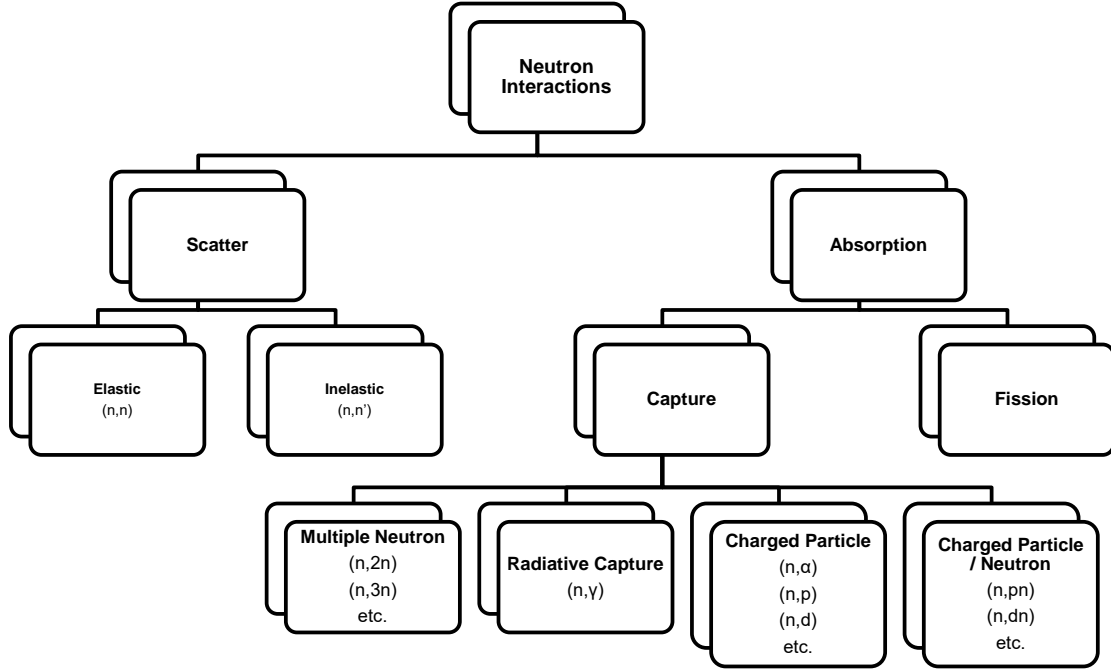 Neutron
Interactions
Scatter
Absorption
Elastic
(n,n)
Inelastic
(n,n’)
Capture
Fission
Multiple Neutron
(n,2n)
(n,3n)
etc.
Radiative Capture
(n,γ)
Charged Particle
(n,α)
(n,p)
(n,d)
etc.
Charged Particle
/ Neutron
(n,pn)
(n,dn)
etc.